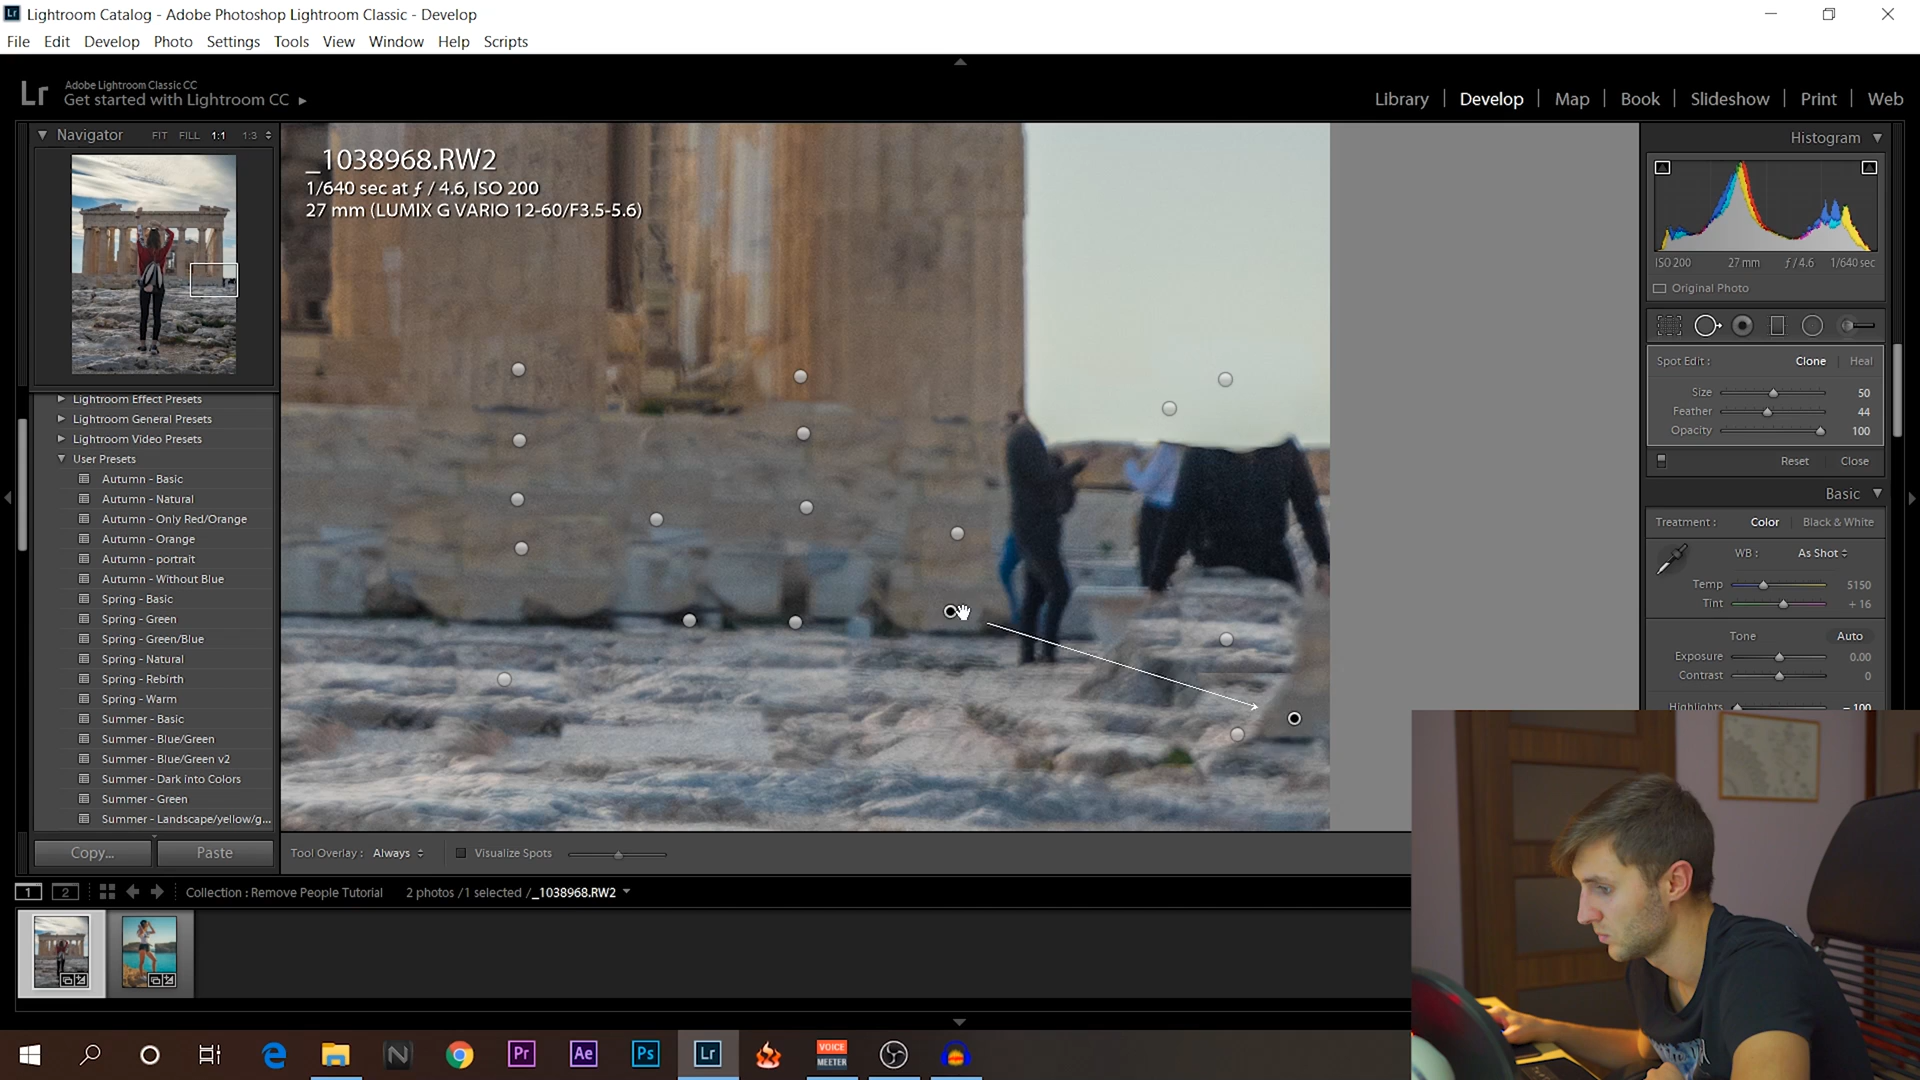 Lr Lightroom Catalog - Adobe Photoshop Lightroom Classic - Develop
File Edit Develop Photo Settings Tools View Window Help Scripts
Lr Adobe Lightroom Classic CC
Get started with Lightroom CC
Library Develop Map Book Slideshow Print Web
Navigator FIT FILL 1:1 1:3
Lightroom Effect Presets
Lightroom General Presets
Lightroom Video Presets
User Presets
Autumn - Basic
Autumn - Natural
Autumn - Only Red/Orange
Autumn - Orange
Autumn - portrait
Autumn - Without Blue
Spring - Basic
Spring - Green
Spring - Green/Blue
Spring - Natural
Spring - Rebirth
Spring - Warm
Summer - Basic
Summer - Blue/Green
Summer - Blue/Green v2
Summer - Dark into Colors
Summer - Green
Summer - Landscape/yellow/g...
Copy... Paste
_1038968.RW2
1/640 sec at ƒ / 4.6, ISO 200
27 mm (LUMIX G VARIO 12-60/F3.5-5.6)
Histogram
ISO 200 27 mm ƒ / 4.6 1/640 sec
Original Photo
Spot Edit : Clone Heal
Size 50
Feather 44
Opacity 100
Reset Close
Basic
Treatment : Color Black & White
WB : As Shot
Temp 5150
Tint + 16
Tone Auto
Exposure 0.00
Contrast 0
Highlights - 100
Tool Overlay : Always Visualize Spots
1 2 Collection : Remove People Tutorial 2 photos / 1 selected / _1038968.RW2
N Pr Ae Ps Lr VOICE
MEETER